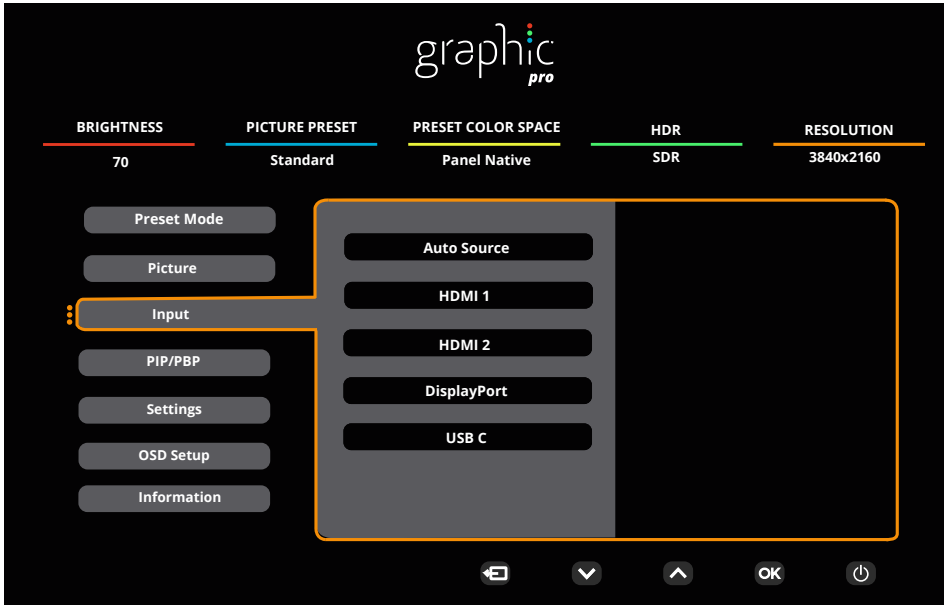 graphic
pro
BRIGHTNESS PICTURE PRESET PRESET COLOR SPACE HDR RESOLUTION
70 Standard Panel Native SDR 3840x2160
Preset Mode
Picture
Input
PIP/PBP
Settings
OSD Setup
Information
Auto Source
HDMI 1
HDMI 2
DisplayPort
USB C
OK